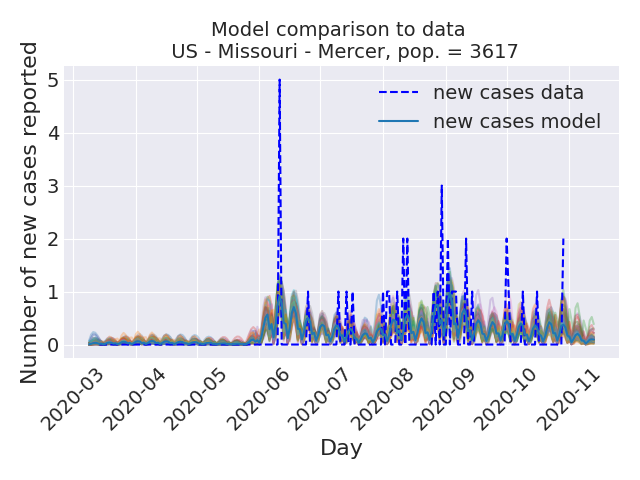 Model comparison to data
US - Missouri - Mercer, pop. = 3617
Number of new cases reported
5
4
3
2
1
0
new cases data
new cases model
2020-03
2020-04
2020-05
2020-06
2020-07
2020-08
2020-09
2020-10
2020-11
Day